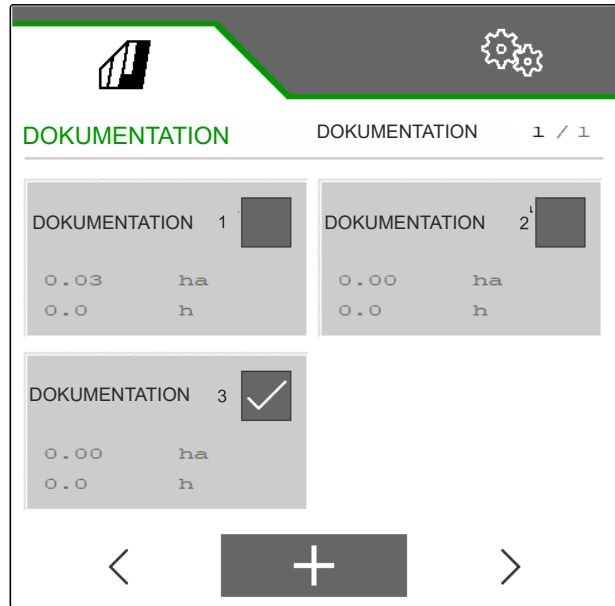 DOKUMENTATION DOKUMENTATION 1 / 1
DOKUMENTATION 1
0.03 ha
0.0 h
DOKUMENTATION 2
0.00 ha
0.0 h
DOKUMENTATION 3
0.00 ha
0.0 h